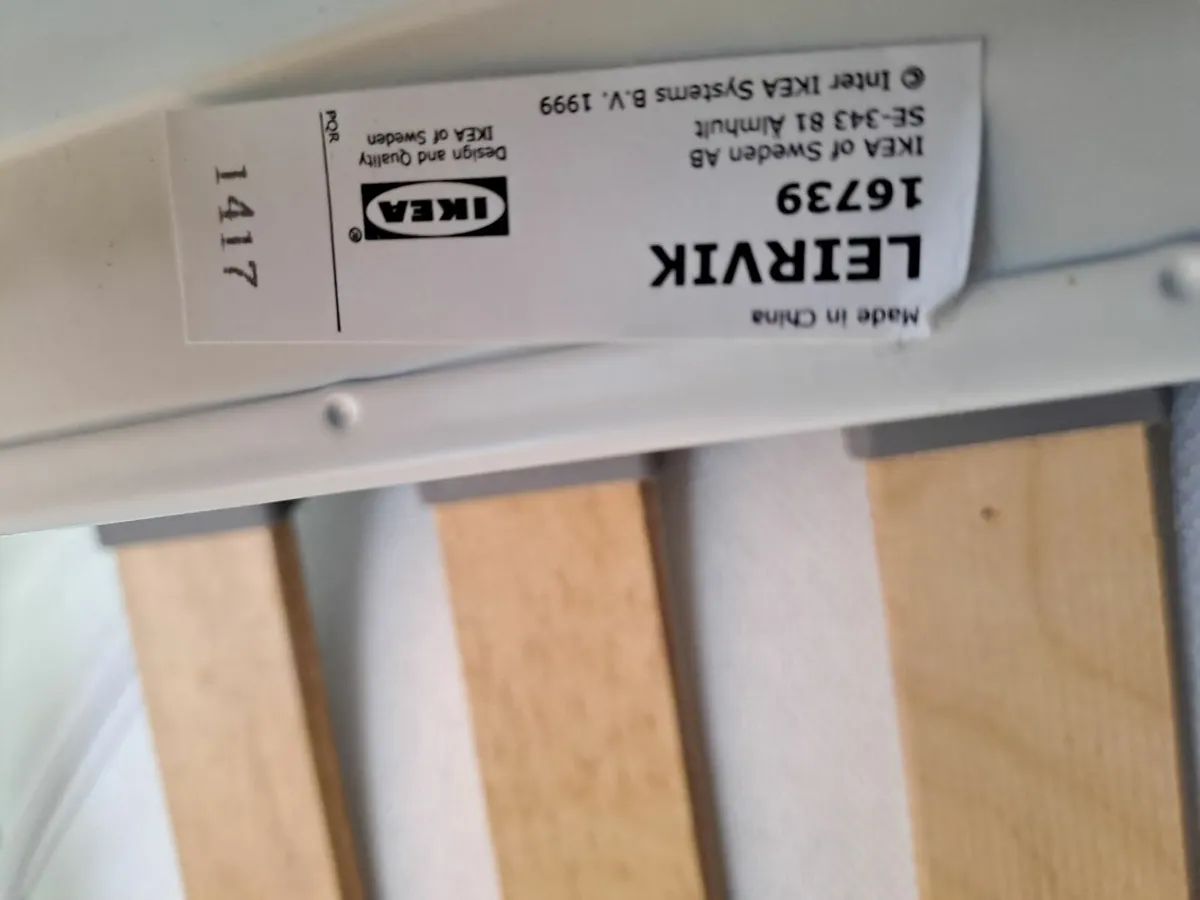 Made in China
LEIRVIK
16739
IKEA of Sweden AB
SE-343 81 Älmhult
© Inter IKEA Systems B.V. 1999
IKEA®
Design and Quality
IKEA of Sweden
PQR
1417